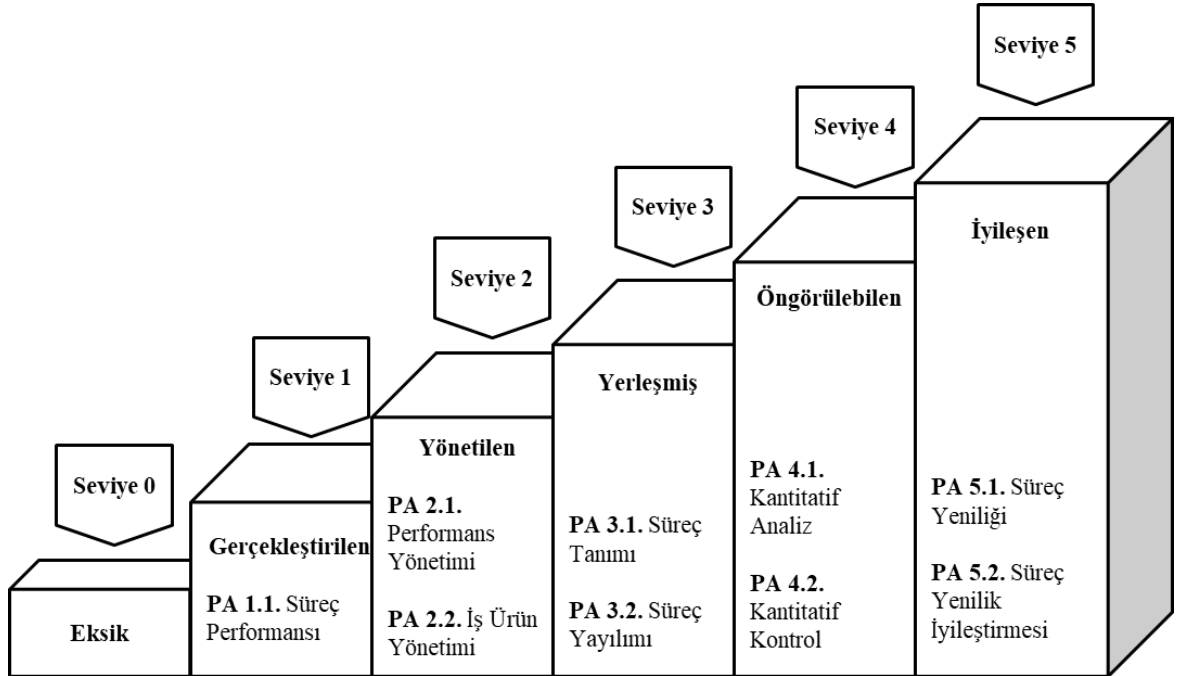 Seviye 0
Eksik
Seviye 1
Gerçekleştirilen
PA 1.1. Süreç
Performansı
Seviye 2
Yönetilen
PA 2.1.
Performans
Yönetimi
PA 2.2. İş Ürün
Yönetimi
Seviye 3
Yerleşmiş
PA 3.1. Süreç
Tanımı
PA 3.2. Süreç
Yayılımı
Seviye 4
Öngörülebilen
PA 4.1.
Kantitatif
Analiz
PA 4.2.
Kantitatif
Kontrol
Seviye 5
İyileşen
PA 5.1. Süreç
Yeniliği
PA 5.2. Süreç
Yenilik
İyileştirmesi